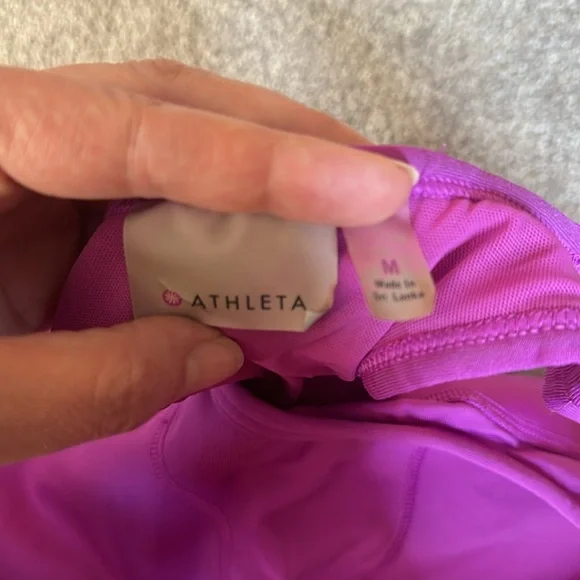 ATHLETA
M
Made In
Sri Lanka